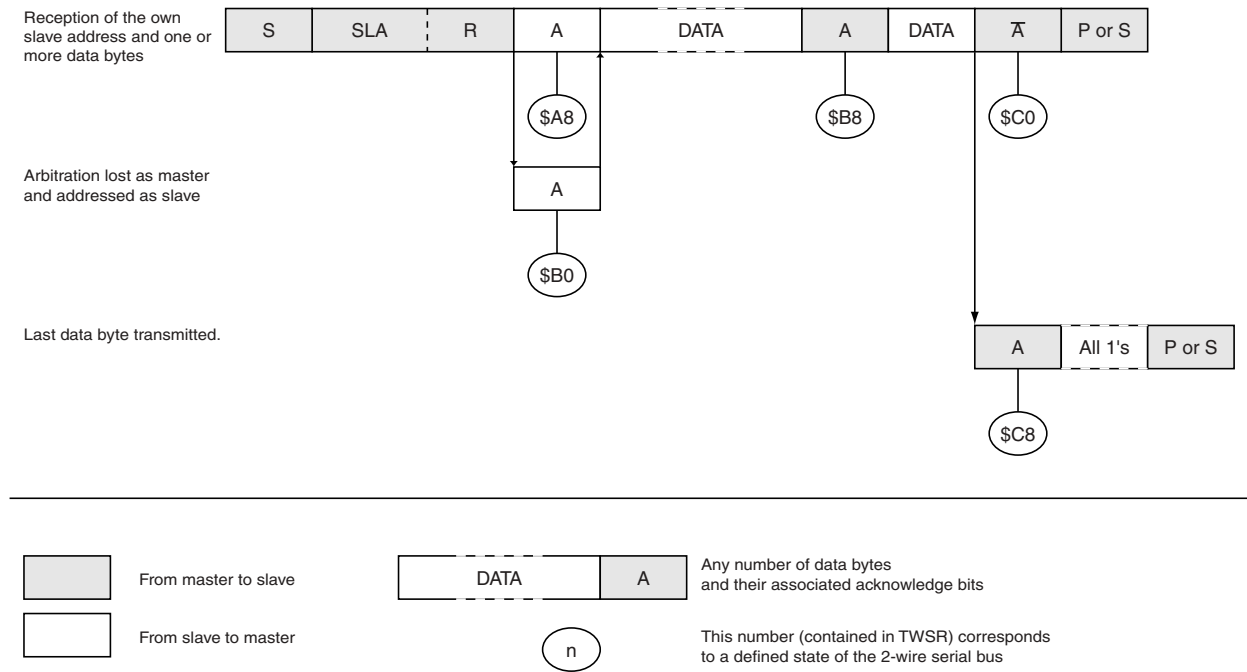 Reception of the own
slave address and one or
more data bytes
S SLA R A DATA A DATA A̅ P or S
$A8 $B8 $C0
Arbitration lost as master
and addressed as slave
A
$B0
Last data byte transmitted.
A All 1's P or S
$C8
From master to slave
DATA A
Any number of data bytes
and their associated acknowledge bits
From slave to master
n
This number (contained in TWSR) corresponds
to a defined state of the 2-wire serial bus